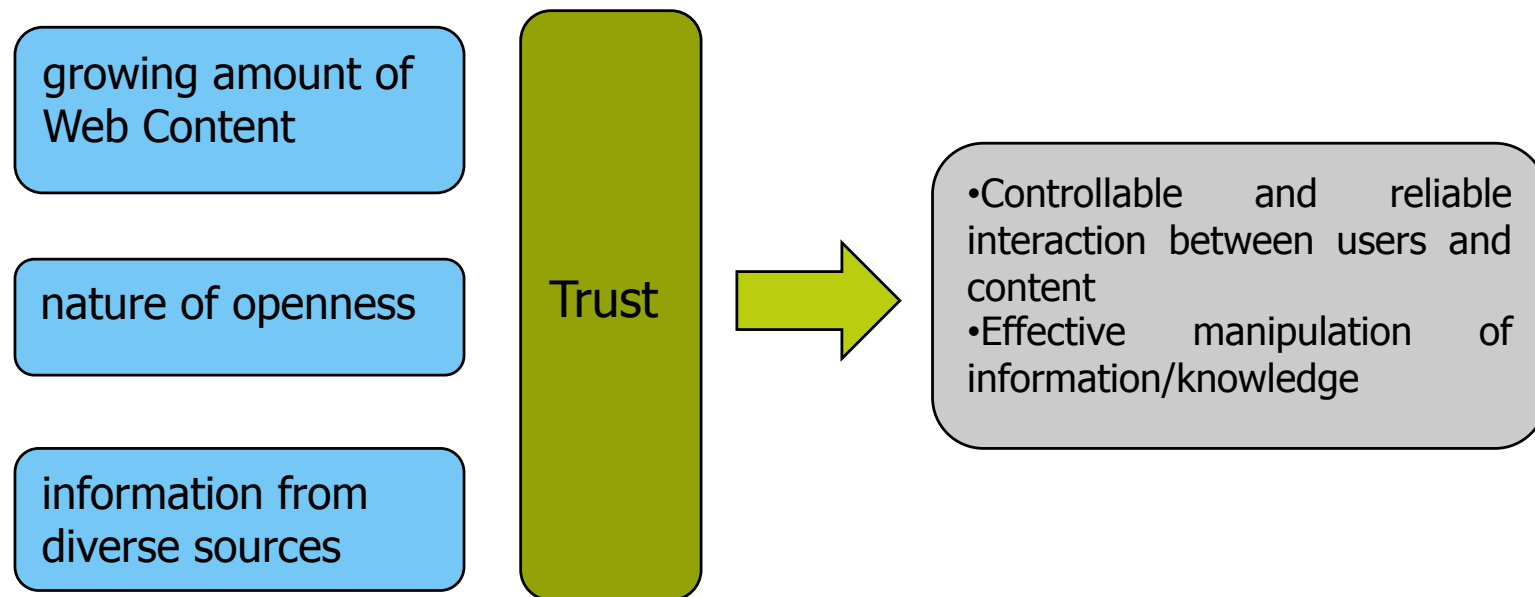 growing amount of
Web Content
nature of openness
information from
diverse sources
Trust
•Controllable and reliable
interaction between users and
content
•Effective manipulation of
information/knowledge